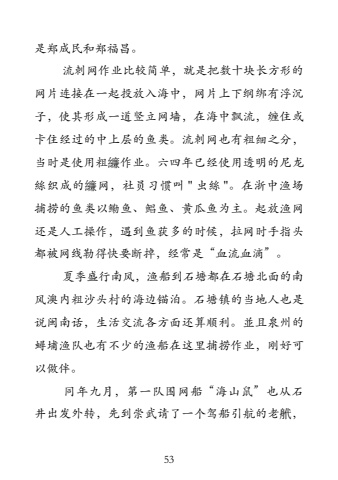 是郑成民和郑福昌。
流刺网作业比较简单，就是把数十块长方形的
网片连接在一起投放入海中，网片上下纲绑有浮沉
子，使其形成一道竖立网墙，在海中飘流，缠住或
卡住经过的中上层的鱼类。流刺网也有粗细之分，
当时是使用粗䌫作业。六四年已经使用透明的尼龙
絲织成的䌫网，社员习惯叫"虫絲"。在浙中渔场
捕捞的鱼类以鳓鱼、鲳鱼、黄瓜鱼为主。起放渔网
还是人工操作，遇到鱼获多的时候，拉网时手指头
都被网线勒得快要断掉，经常是“血流血滴”。
夏季盛行南风，渔船到石塘都在石塘北面的南
风澳内粗沙头村的海边锚泊。石塘镇的当地人也是
说闽南话，生活交流各方面还算顺利。並且泉州的
蟳埔渔队也有不少的渔船在这里捕捞作业，刚好可
以做伴。
同年九月，第一队围网船“海山鼠”也从石
井出发外转，先到崇武请了一个驾船引航的老䑩，
53